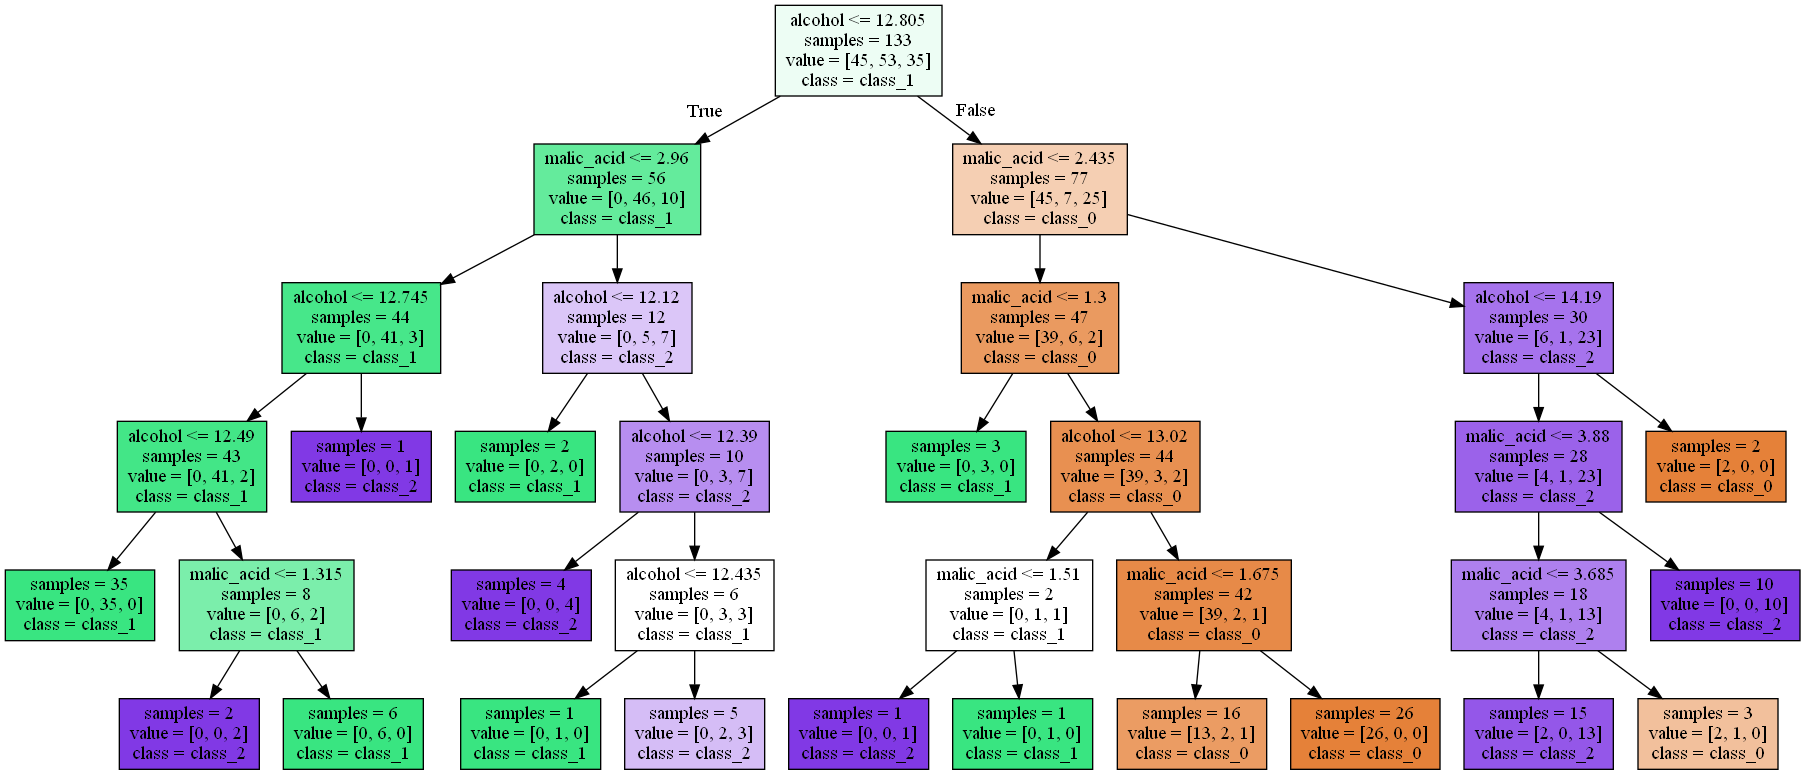 alcohol <= 12.805
samples = 133
value = [45, 53, 35]
class = class_1
True
False
malic_acid <= 2.96
samples = 56
value = [0, 46, 10]
class = class_1
malic_acid <= 2.435
samples = 77
value = [45, 7, 25]
class = class_0
alcohol <= 12.745
samples = 44
value = [0, 41, 3]
class = class_1
alcohol <= 12.12
samples = 12
value = [0, 5, 7]
class = class_2
malic_acid <= 1.3
samples = 47
value = [39, 6, 2]
class = class_0
alcohol <= 14.19
samples = 30
value = [6, 1, 23]
class = class_2
alcohol <= 12.49
samples = 43
value = [0, 41, 2]
class = class_1
samples = 1
value = [0, 0, 1]
class = class_2
samples = 2
value = [0, 2, 0]
class = class_1
alcohol <= 12.39
samples = 10
value = [0, 3, 7]
class = class_2
samples = 3
value = [0, 3, 0]
class = class_1
alcohol <= 13.02
samples = 44
value = [39, 3, 2]
class = class_0
malic_acid <= 3.88
samples = 28
value = [4, 1, 23]
class = class_2
samples = 2
value = [2, 0, 0]
class = class_0
samples = 35
value = [0, 35, 0]
class = class_1
malic_acid <= 1.315
samples = 8
value = [0, 6, 2]
class = class_1
samples = 4
value = [0, 0, 4]
class = class_2
alcohol <= 12.435
samples = 6
value = [0, 3, 3]
class = class_1
malic_acid <= 1.51
samples = 2
value = [0, 1, 1]
class = class_1
malic_acid <= 1.675
samples = 42
value = [39, 2, 1]
class = class_0
malic_acid <= 3.685
samples = 18
value = [4, 1, 13]
class = class_2
samples = 10
value = [0, 0, 10]
class = class_2
samples = 2
value = [0, 0, 2]
class = class_2
samples = 6
value = [0, 6, 0]
class = class_1
samples = 1
value = [0, 1, 0]
class = class_1
samples = 5
value = [0, 2, 3]
class = class_2
samples = 1
value = [0, 0, 1]
class = class_2
samples = 1
value = [0, 1, 0]
class = class_1
samples = 16
value = [13, 2, 1]
class = class_0
samples = 26
value = [26, 0, 0]
class = class_0
samples = 15
value = [2, 0, 13]
class = class_2
samples = 3
value = [2, 1, 0]
class = class_0